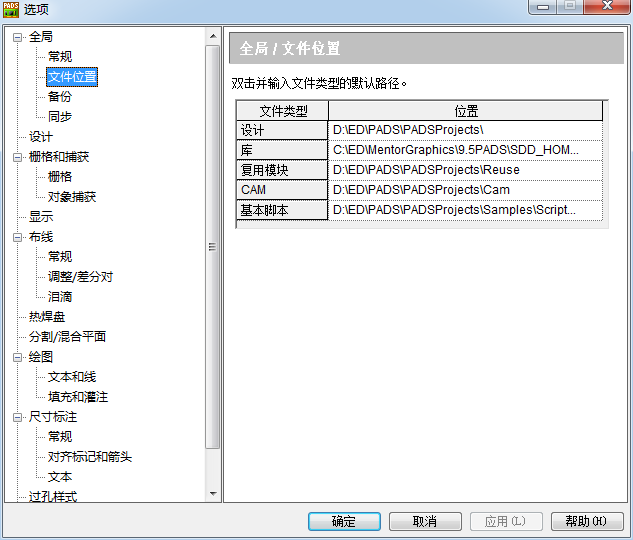 PADS
选项
全局
常规
文件位置
备份
同步
设计
栅格和捕获
栅格
对象捕获
显示
布线
常规
调整/差分对
泪滴
热焊盘
分割/混合平面
绘图
文本和线
填充和灌注
尺寸标注
常规
对齐标记和箭头
文本
过孔样式
全局 / 文件位置
双击并输入文件类型的默认路径。
文件类型 位置
设计 D:\ED\PADS\PADSProjects\
库 C:\ED\MentorGraphics\9.5PADS\SDD_HOM...
复用模块 D:\ED\PADS\PADSProjects\Reuse
CAM D:\ED\PADS\PADSProjects\Cam
基本脚本 D:\ED\PADS\PADSProjects\Samples\Script...
确定 取消 应用(L) 帮助(H)